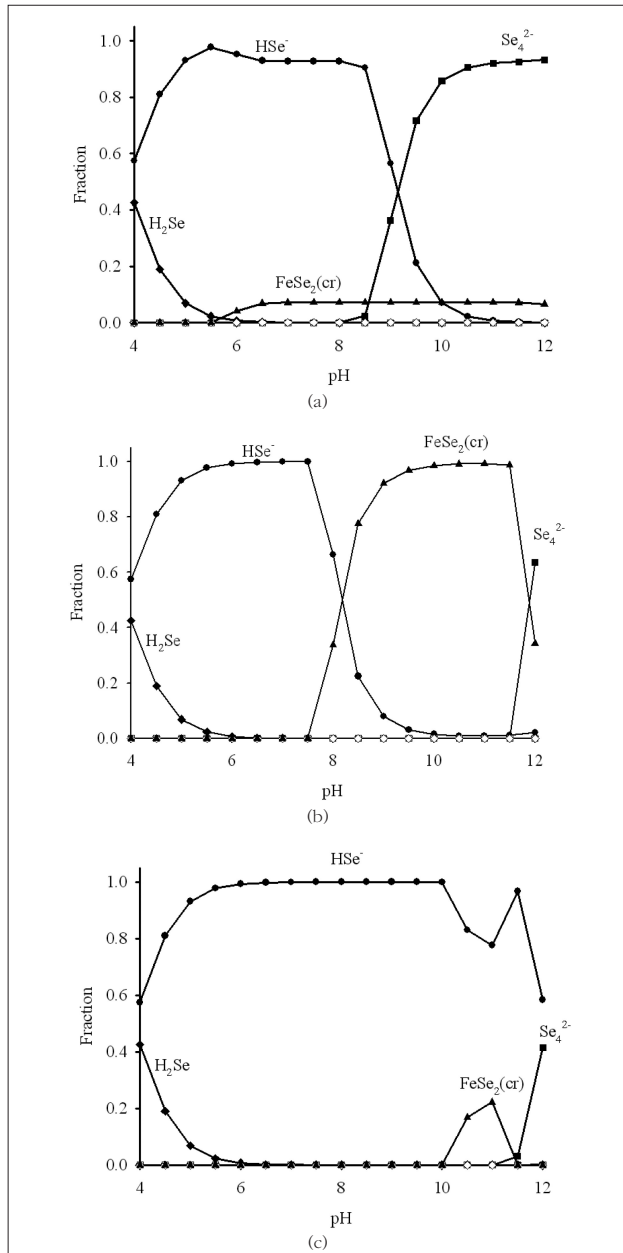 Se₄²⁻
HSe⁻
1.0
0.8
0.6
Fraction
0.4
H₂Se
FeSe₂(cr)
0.2
0.0
4 6 8 10 12
pH
(a)
HSe⁻
FeSe₂(cr)
1.0
0.8
Se₄²⁻
0.6
Fraction
0.4
H₂Se
0.2
0.0
4 6 8 10 12
pH
(b)
HSe⁻
1.0
0.8
0.6
Fraction
Se₄²⁻
0.4
H₂Se
FeSe₂(cr)
0.2
0.0
4 6 8 10 12
pH
(c)